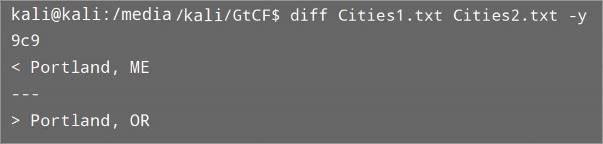 kali@kali:/media/kali/GtCF$ diff Cities1.txt Cities2.txt -y
9c9
< Portland, ME
---
> Portland, OR